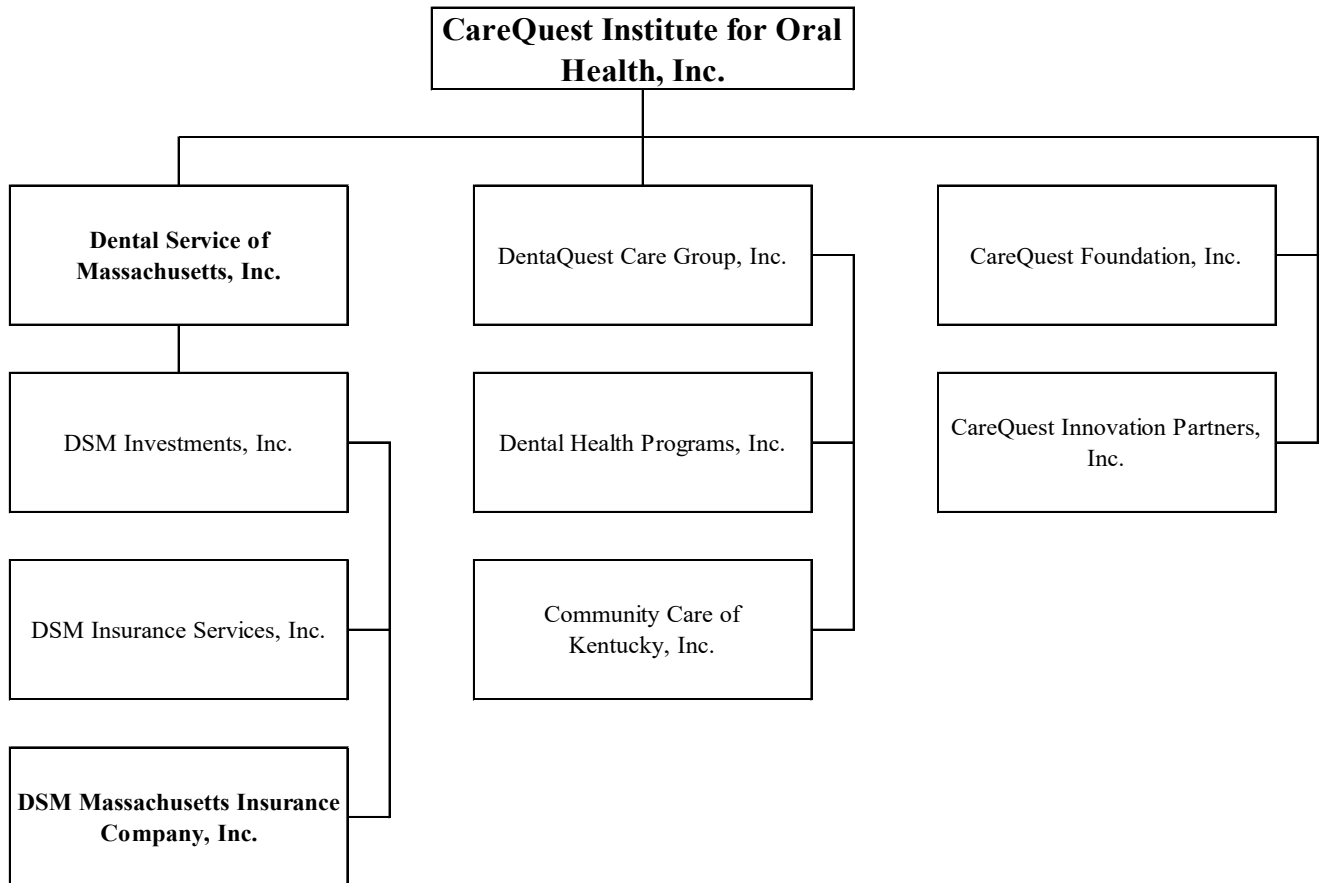 CareQuest Institute for Oral
Health, Inc.
Dental Service of
Massachusetts, Inc.
DentaQuest Care Group, Inc.
CareQuest Foundation, Inc.
DSM Investments, Inc.
Dental Health Programs, Inc.
CareQuest Innovation Partners,
Inc.
DSM Insurance Services, Inc.
Community Care of
Kentucky, Inc.
DSM Massachusetts Insurance
Company, Inc.